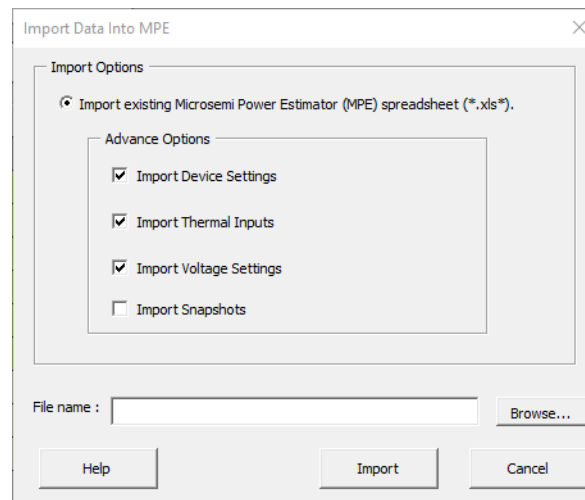 Import Data Into MPE
Import Options
Import existing Microsemi Power Estimator (MPE) spreadsheet (*.xls*).
Advance Options
Import Device Settings
Import Thermal Inputs
Import Voltage Settings
Import Snapshots
File name :
Browse...
Help
Import
Cancel